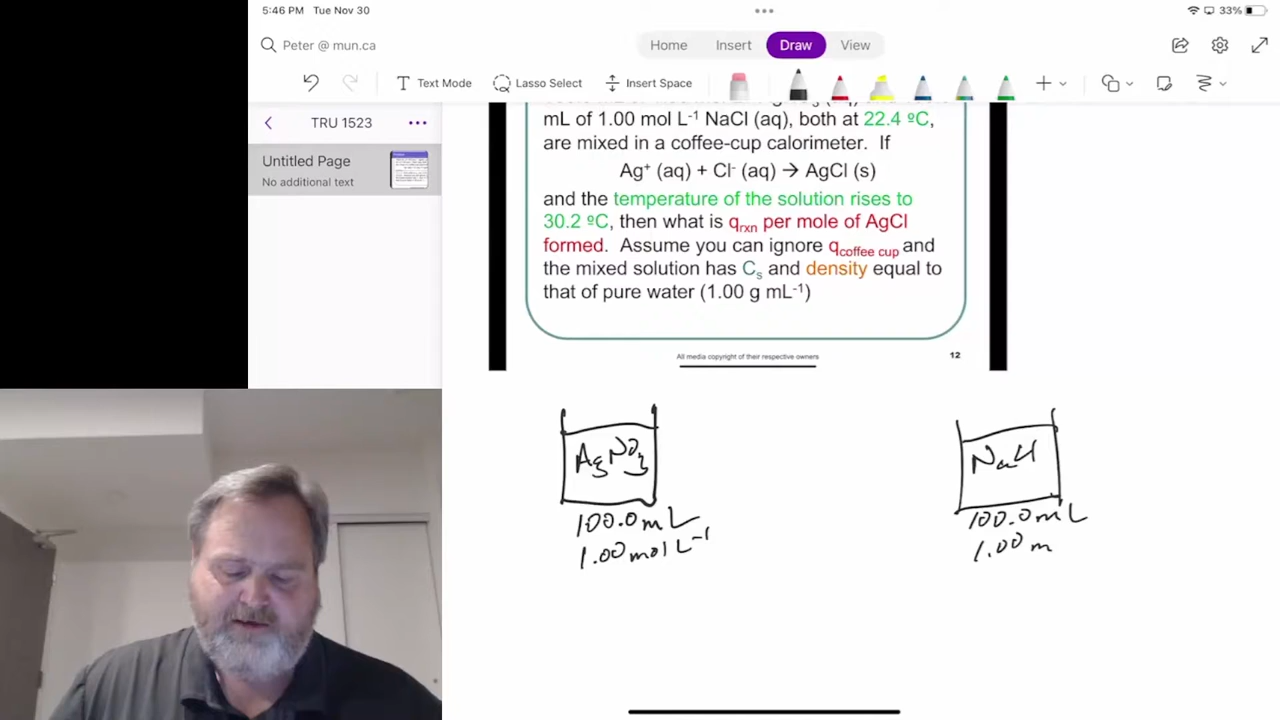 5:46 PM Tue Nov 30
33%
Peter @ mun.ca
Home Insert Draw View
Text Mode Lasso Select Insert Space
TRU 1523
Untitled Page
No additional text
mL of 1.00 mol L⁻¹ NaCl (aq), both at 22.4 ºC,
are mixed in a coffee-cup calorimeter. If
Ag⁺ (aq) + Cl⁻ (aq) → AgCl (s)
and the temperature of the solution rises to
30.2 ºC, then what is qrxn per mole of AgCl
formed. Assume you can ignore qcoffee cup and
the mixed solution has Cs and density equal to
that of pure water (1.00 g mL⁻¹)
All media copyright of their respective owners
12
AgNO₃
100.0 mL
1.00 mol L⁻¹
NaCl
100.0 mL
1.00 m